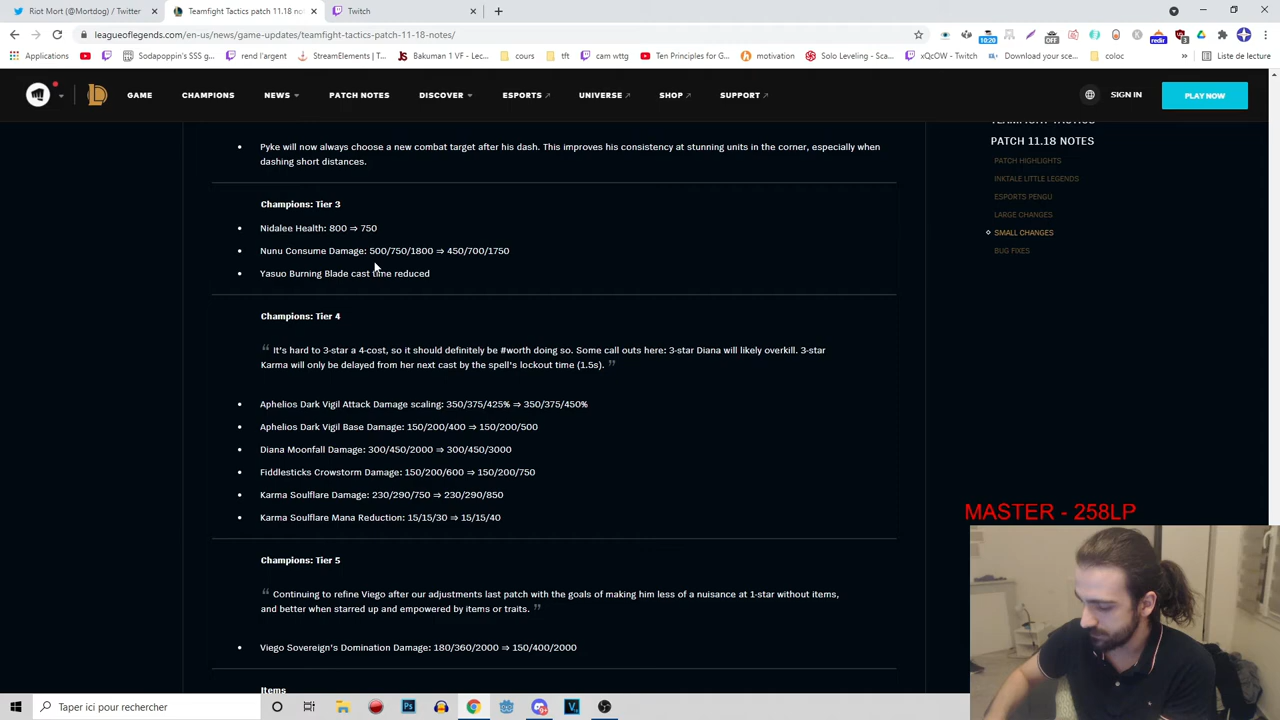 Riot Mort (@Mortdog) / Twitter
Teamfight Tactics patch 11.18 no
Twitch
leagueoflegends.com/en-us/news/game-updates/teamfight-tactics-patch-11-18-notes/
10:20
OFF
redir
3
Applications
Sodapoppin's SSS g...
rend l'argent
StreamElements | T...
Bakuman 1 VF - Lec...
cours
tft
cam wttg
Ten Principles for G...
motivation
Solo Leveling - Sca...
xQcOW - Twitch
Download your sce...
coloc
»
Liste de lecture
GAME
CHAMPIONS
NEWS
PATCH NOTES
DISCOVER
ESPORTS
UNIVERSE
SHOP
SUPPORT
SIGN IN
PLAY NOW
• Pyke will now always choose a new combat target after his dash. This improves his consistency at stunning units in the corner, especially when
dashing short distances.
Champions: Tier 3
• Nidalee Health: 800 ⇒ 750
• Nunu Consume Damage: 500/750/1800 ⇒ 450/700/1750
• Yasuo Burning Blade cast time reduced
Champions: Tier 4
“ It's hard to 3-star a 4-cost, so it should definitely be #worth doing so. Some call outs here: 3-star Diana will likely overkill. 3-star
Karma will only be delayed from her next cast by the spell's lockout time (1.5s). ”
• Aphelios Dark Vigil Attack Damage scaling: 350/375/425% ⇒ 350/375/450%
• Aphelios Dark Vigil Base Damage: 150/200/400 ⇒ 150/200/500
• Diana Moonfall Damage: 300/450/2000 ⇒ 300/450/3000
• Fiddlesticks Crowstorm Damage: 150/200/600 ⇒ 150/200/750
• Karma Soulflare Damage: 230/290/750 ⇒ 230/290/850
• Karma Soulflare Mana Reduction: 15/15/30 ⇒ 15/15/40
Champions: Tier 5
“ Continuing to refine Viego after our adjustments last patch with the goals of making him less of a nuisance at 1-star without items,
and better when starred up and empowered by items or traits. ”
• Viego Sovereign's Domination Damage: 180/360/2000 ⇒ 150/400/2000
Items
TEAMFIGHT TACTICS
PATCH 11.18 NOTES
PATCH HIGHLIGHTS
INKTALE LITTLE LEGENDS
ESPORTS PENGU
LARGE CHANGES
SMALL CHANGES
BUG FIXES
MASTER - 258LP
Taper ici pour rechercher